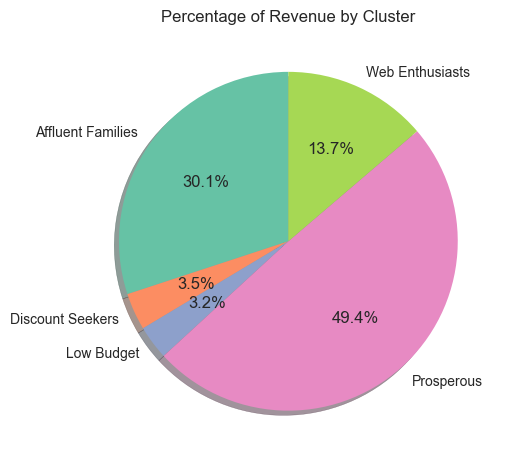 Percentage of Revenue by Cluster
Web Enthusiasts
Affluent Families
13.7%
30.1%
3.5%
3.2%
49.4%
Discount Seekers
Low Budget
Prosperous